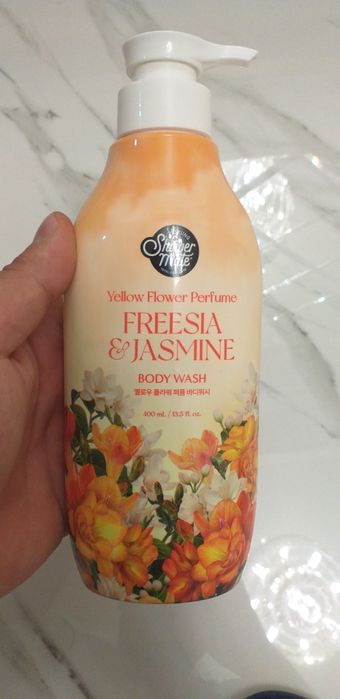 Shower
Mate
Yellow Flower Perfume
FREESIA
& JASMINE
BODY WASH
옐로우 플라워 퍼퓸 바디워시
400 ml. / 13.5 fl. oz.